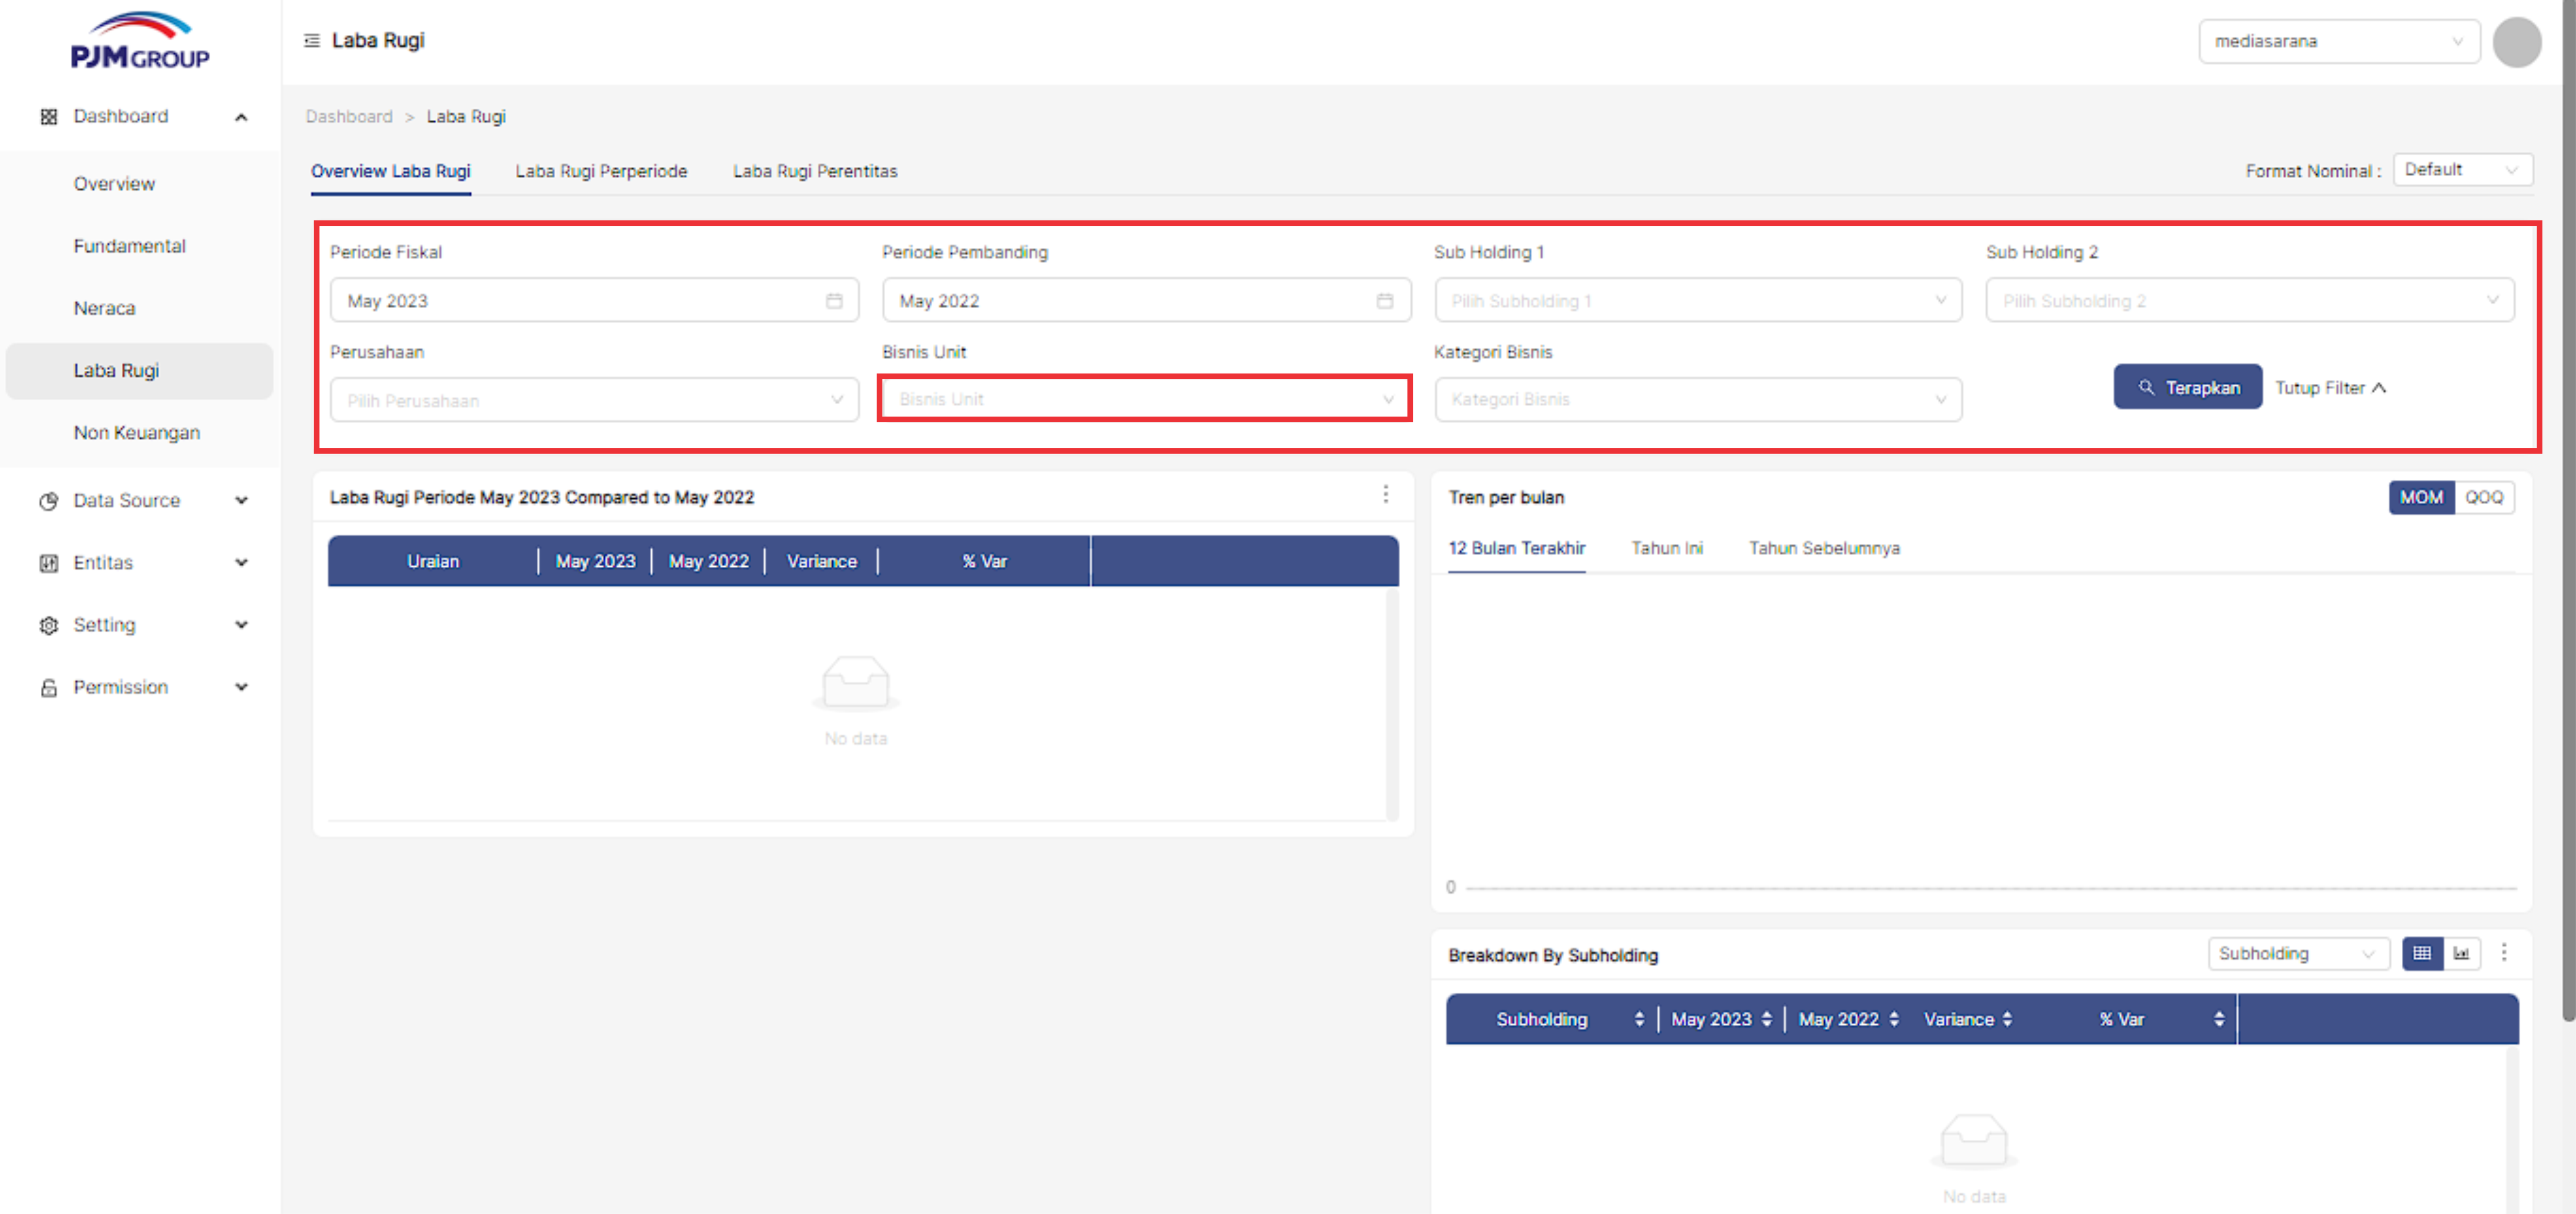 PJM GROUP
Laba Rugi
mediasarana
Dashboard
Overview
Fundamental
Neraca
Laba Rugi
Non Keuangan
Data Source
Entitas
Setting
Permission
Dashboard > Laba Rugi
Overview Laba Rugi Laba Rugi Perperiode Laba Rugi Perentitas
Format Nominal : Default
Periode Fiskal Periode Pembanding Sub Holding 1 Sub Holding 2
May 2023 May 2022 Pilih Subholding 1 Pilih Subholding 2
Perusahaan Bisnis Unit Kategori Bisnis
Pilih Perusahaan Bisnis Unit Kategori Bisnis
Terapkan Tutup Filter
Laba Rugi Periode May 2023 Compared to May 2022
Uraian May 2023 May 2022 Variance % Var
No data
Tren per bulan
MOM QOQ
12 Bulan Terakhir Tahun Ini Tahun Sebelumnya
0
Breakdown By Subholding
Subholding
Subholding May 2023 May 2022 Variance % Var
No data